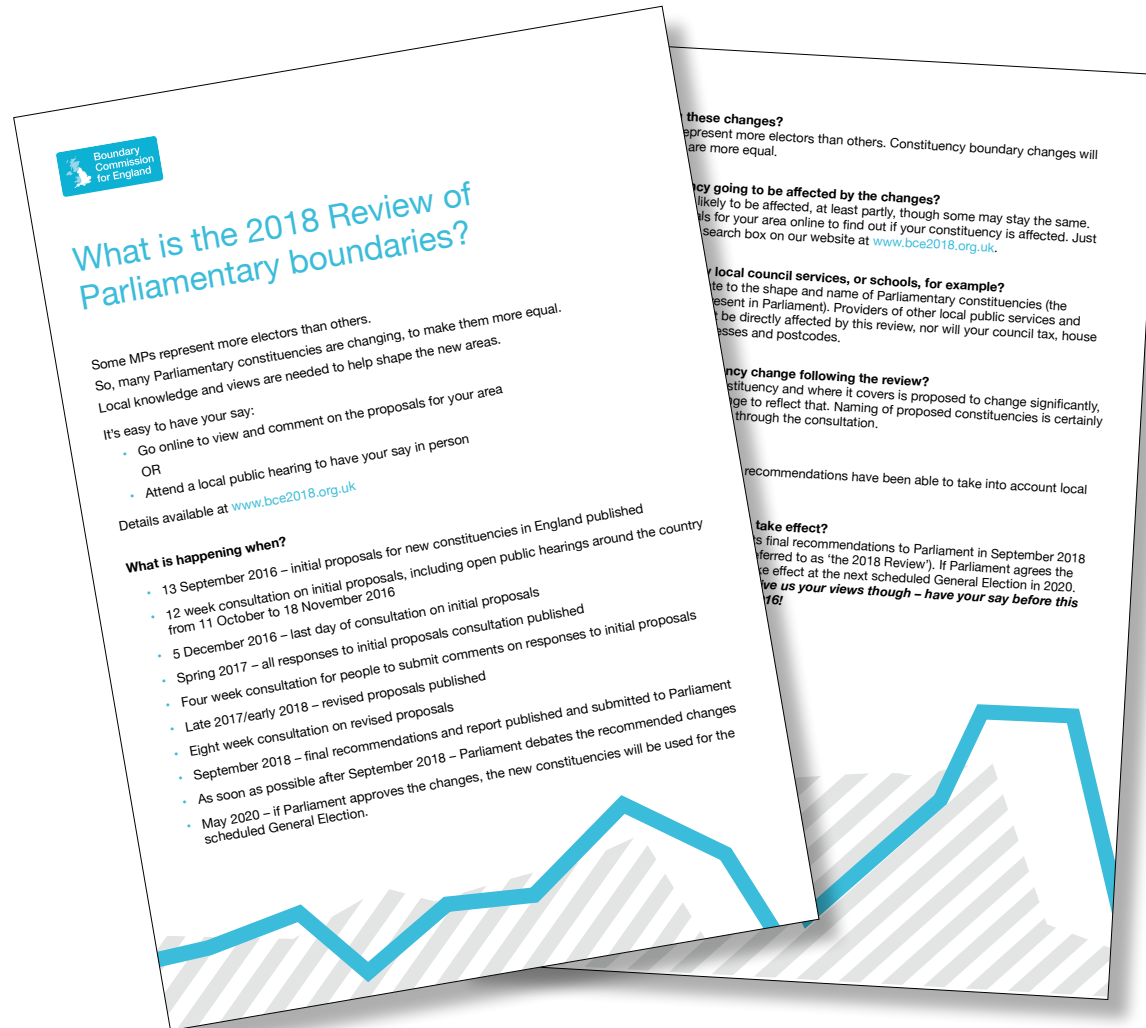 Boundary
Commission
for England
What is the 2018 Review of
Parliamentary boundaries?
Some MPs represent more electors than others.
So, many Parliamentary constituencies are changing, to make them more equal.
Local knowledge and views are needed to help shape the new areas.
It's easy to have your say:
• Go online to view and comment on the proposals for your area
OR
• Attend a local public hearing to have your say in person
Details available at www.bce2018.org.uk
What is happening when?
• 13 September 2016 – initial proposals for new constituencies in England published
• 12 week consultation on initial proposals, including open public hearings around the country
from 11 October to 18 November 2016
• 5 December 2016 – last day of consultation on initial proposals
• Spring 2017 – all responses to initial proposals consultation published
• Four week consultation for people to submit comments on responses to initial proposals
• Late 2017/early 2018 – revised proposals published
• Eight week consultation on revised proposals
• September 2018 – final recommendations and report published and submitted to Parliament
• As soon as possible after September 2018 – Parliament debates the recommended changes
• May 2020 – if Parliament approves the changes, the new constituencies will be used for the
scheduled General Election.
these changes?
epresent more electors than others. Constituency boundary changes will
are more equal.
ncy going to be affected by the changes?
likely to be affected, at least partly, though some may stay the same.
als for your area online to find out if your constituency is affected. Just
search box on our website at www.bce2018.org.uk.
local council services, or schools, for example?
te to the shape and name of Parliamentary constituencies (the
resent in Parliament). Providers of other local public services and
be directly affected by this review, nor will your council tax, house
esses and postcodes.
ncy change following the review?
stituency and where it covers is proposed to change significantly,
ge to reflect that. Naming of proposed constituencies is certainly
through the consultation.
recommendations have been able to take into account local
take effect?
s final recommendations to Parliament in September 2018
eferred to as ‘the 2018 Review’). If Parliament agrees the
ke effect at the next scheduled General Election in 2020.
ive us your views though – have your say before this
16!